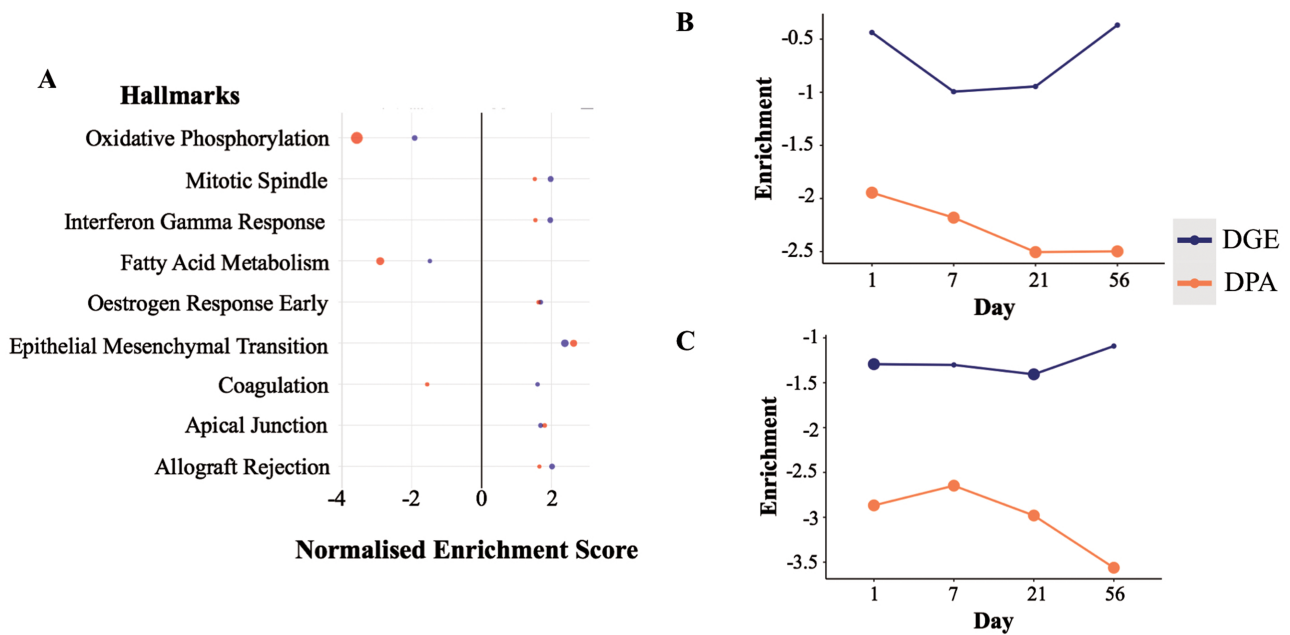 A
Hallmarks
Oxidative Phosphorylation
Mitotic Spindle
Interferon Gamma Response
Fatty Acid Metabolism
Oestrogen Response Early
Epithelial Mesenchymal Transition
Coagulation
Apical Junction
Allograft Rejection
-4 -2 0 2
Normalised Enrichment Score
B
Enrichment
-0.5
-1
-1.5
-2
-2.5
1 7 21 56
Day
DGE
DPA
C
Enrichment
-1
-1.5
-2
-2.5
-3
-3.5
1 7 21 56
Day